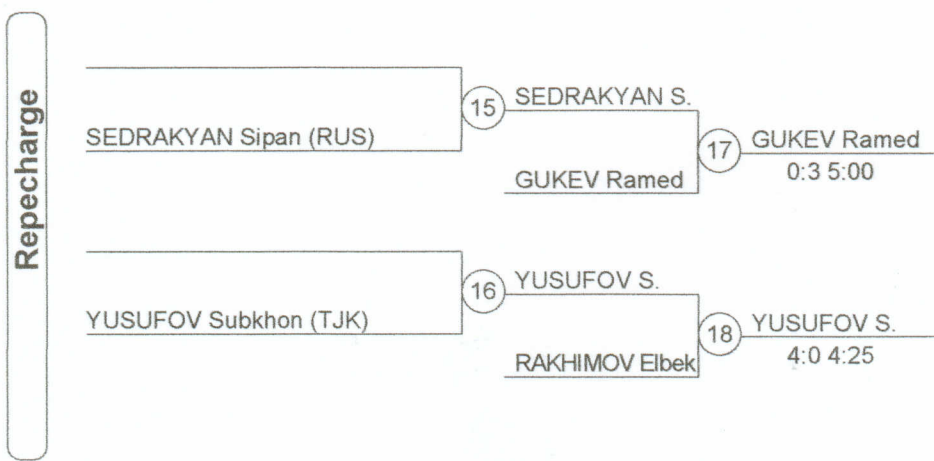 Repecharge
15
SEDRAKYAN S.
SEDRAKYAN Sipan (RUS)
17
GUKEV Ramed
0:3 5:00
GUKEV Ramed
16
YUSUFOV S.
YUSUFOV Subkhon (TJK)
18
YUSUFOV S.
4:0 4:25
RAKHIMOV Elbek